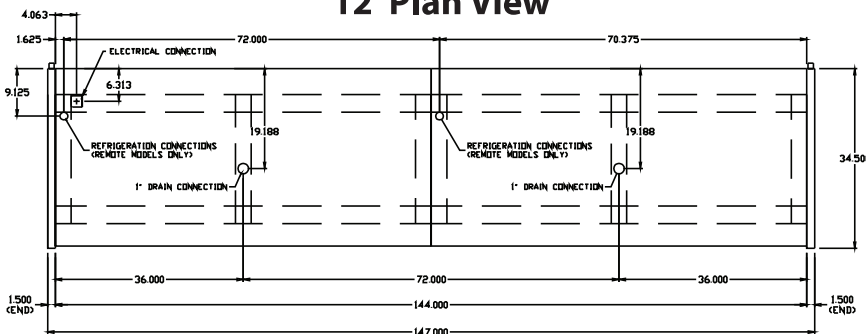 12' Plan View
4.063
1.625
72.000
70.375
ELECTRICAL CONNECTION
9.125
6.313
19.188
19.188
REFRIGERATION CONNECTIONS
(REMOTE MODELS ONLY)
REFRIGERATION CONNECTIONS
(REMOTE MODELS ONLY)
34.50
1" DRAIN CONNECTION
1" DRAIN CONNECTION
36.000
72.000
36.000
1.500
(END)
144.000
1.500
(END)
147.000